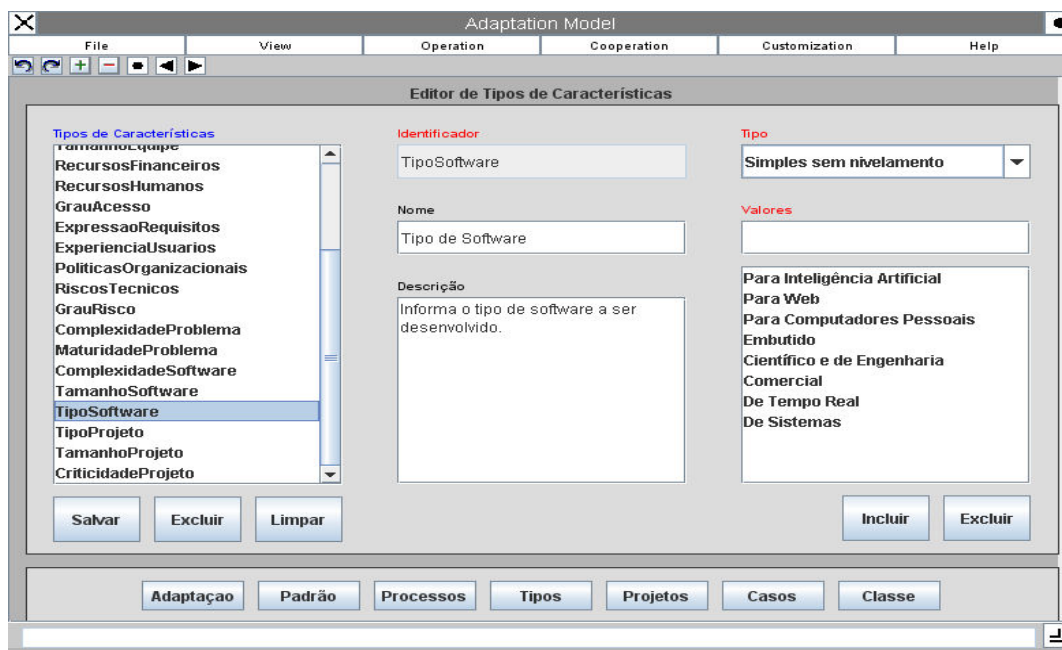 Adaptation Model
File View Operation Cooperation Customization Help
Editor de Tipos de Características
Tipos de Características
TamanhoEquipe
RecursosFinanceiros
RecursosHumanos
GrauAcesso
ExpressaoRequisitos
ExperienciaUsuarios
PoliticasOrganizacionais
RiscosTecnicos
GrauRisco
ComplexidadeProblema
MaturidadeProblema
ComplexidadeSoftware
TamanhoSoftware
TipoSoftware
TipoProjeto
TamanhoProjeto
CriticidadeProjeto
Salvar Excluir Limpar
Identificador
TipoSoftware
Nome
Tipo de Software
Descrição
Informa o tipo de software a ser
desenvolvido.
Tipo
Simples sem nivelamento
Valores
Para Inteligência Artificial
Para Web
Para Computadores Pessoais
Embutido
Científico e de Engenharia
Comercial
De Tempo Real
De Sistemas
Incluir Excluir
Adaptaçao Padrão Processos Tipos Projetos Casos Classe